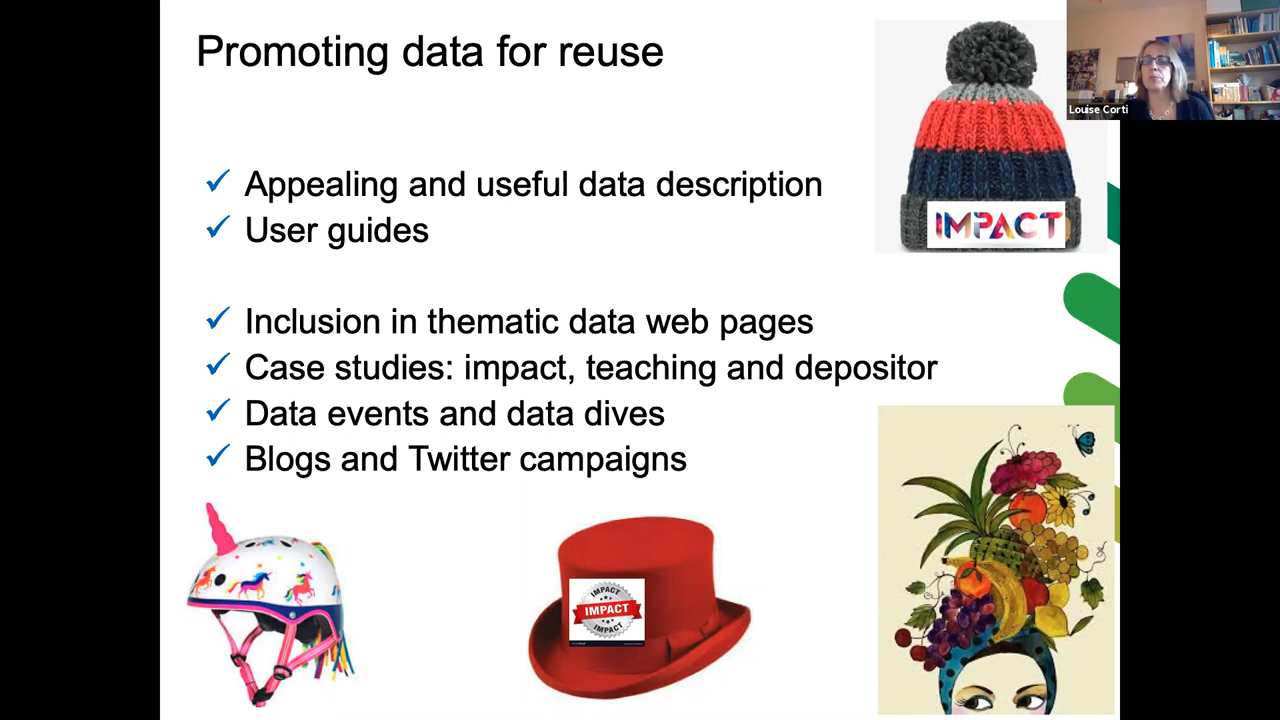 Promoting data for reuse
Louise Corti
Appealing and useful data description
User guides
IMPACT
Inclusion in thematic data web pages
Case studies: impact, teaching and depositor
Data events and data dives
Blogs and Twitter campaigns
IMPACT
IMPACT
IMPACT